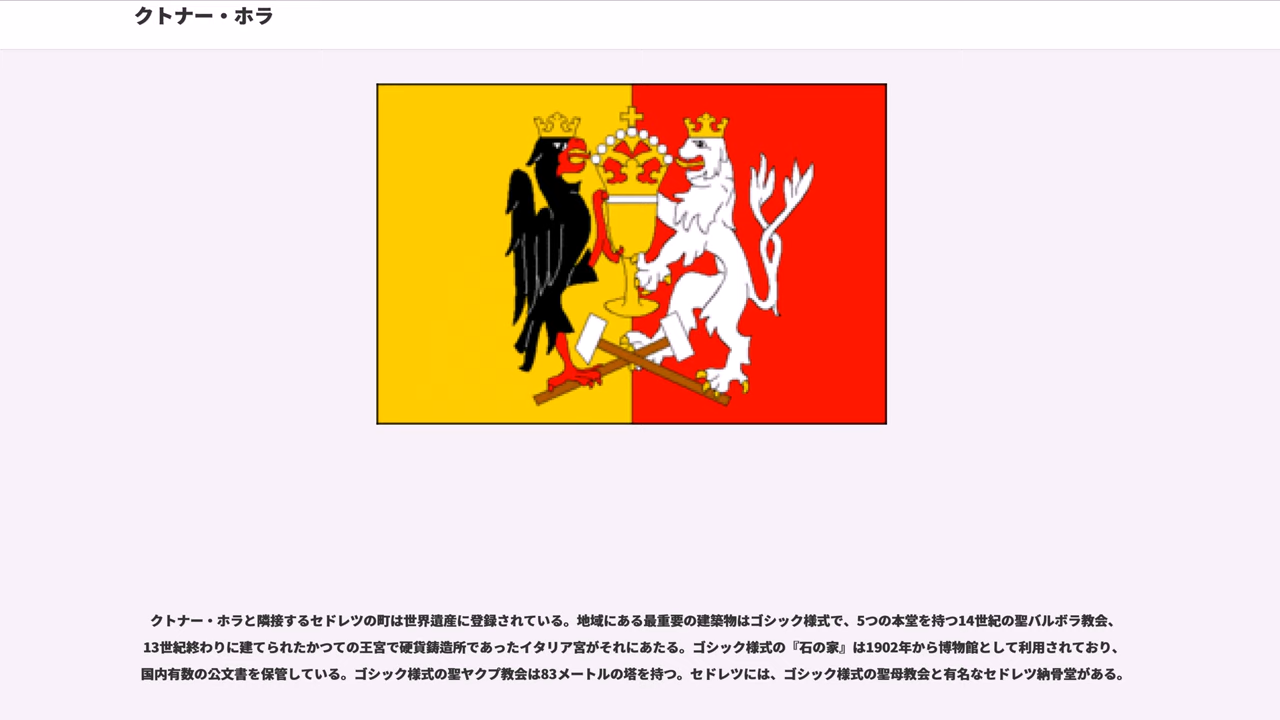 クトナー・ホラ
クトナー・ホラと隣接するセドレツの町は世界遺産に登録されている。地域にある最重要の建築物はゴシック様式で、5つの本堂を持つ14世紀の聖バルボラ教会、
13世紀終わりに建てられたかつての王宮で硬貨鋳造所であったイタリア宮がそれにあたる。ゴシック様式の『石の家』は1902年から博物館として利用されており、
国内有数の公文書を保管している。ゴシック様式の聖ヤクプ教会は83メートルの塔を持つ。セドレツには、ゴシック様式の聖母教会と有名なセドレツ納骨堂がある。